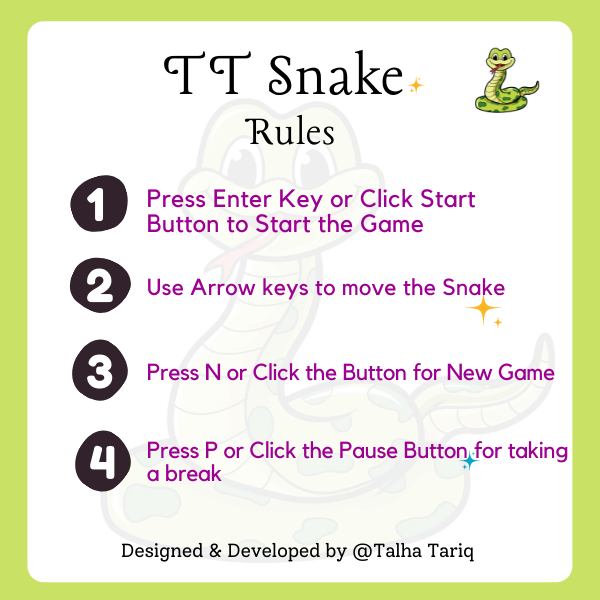 TT Snake
Rules
1 Press Enter Key or Click Start
Button to Start the Game
2 Use Arrow keys to move the Snake
3 Press N or Click the Button for New Game
4 Press P or Click the Pause Button for taking
a break
Designed & Developed by @Talha Tariq